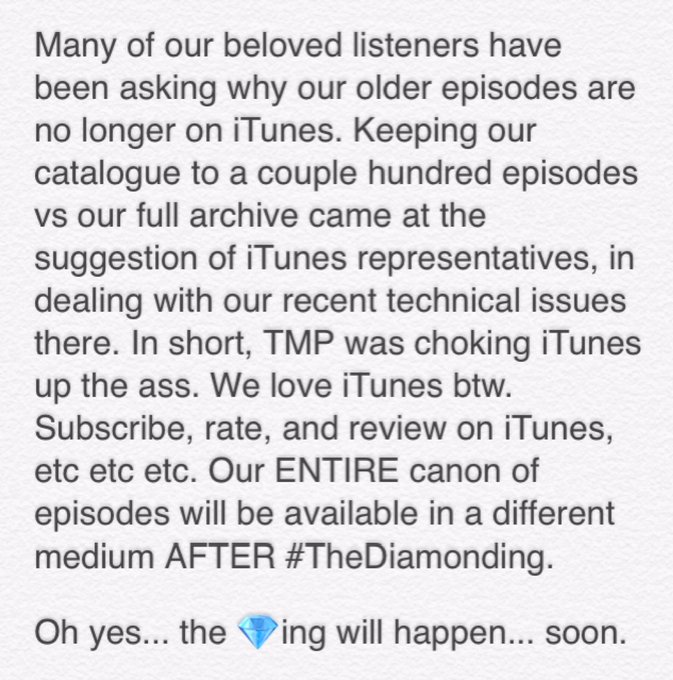 Many of our beloved listeners have
been asking why our older episodes are
no longer on iTunes. Keeping our
catalogue to a couple hundred episodes
vs our full archive came at the
suggestion of iTunes representatives, in
dealing with our recent technical issues
there. In short, TMP was choking iTunes
up the ass. We love iTunes btw.
Subscribe, rate, and review on iTunes,
etc etc etc. Our ENTIRE canon of
episodes will be available in a different
medium AFTER #TheDiamonding.
Oh yes... the 💎ing will happen... soon.